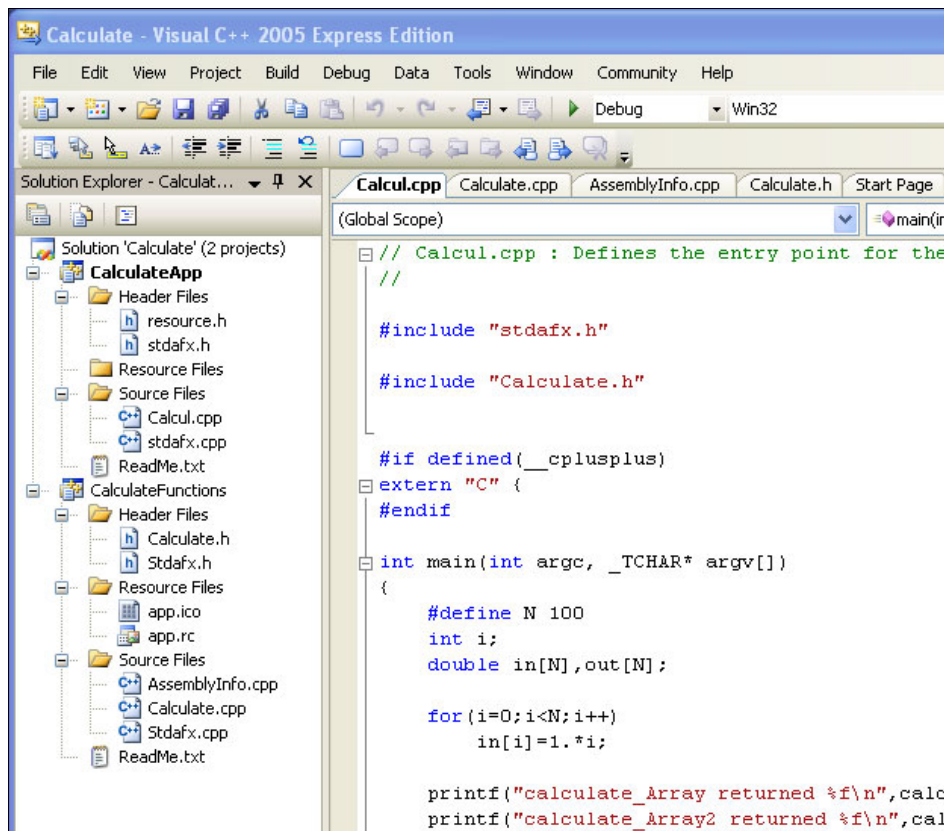 Calculate - Visual C++ 2005 Express Edition
File Edit View Project Build Debug Data Tools Window Community Help
Debug Win32
Solution Explorer - Calculat...
Calcul.cpp Calculate.cpp AssemblyInfo.cpp Calculate.h Start Page
(Global Scope) main(in
Solution 'Calculate' (2 projects)
CalculateApp
Header Files
resource.h
stdafx.h
Resource Files
Source Files
Calcul.cpp
stdafx.cpp
ReadMe.txt
CalculateFunctions
Header Files
Calculate.h
Stdafx.h
Resource Files
app.ico
app.rc
Source Files
AssemblyInfo.cpp
Calculate.cpp
Stdafx.cpp
ReadMe.txt
// Calcul.cpp : Defines the entry point for the
//
#include "stdafx.h"
#include "Calculate.h"
#if defined(__cplusplus)
extern "C" {
#endif
int main(int argc, _TCHAR* argv[])
{
#define N 100
int i;
double in[N],out[N];
for(i=0;i<N;i++)
in[i]=1.*i;
printf("calculate_Array returned %f\n",calc
printf("calculate_Array2 returned %f\n",cal